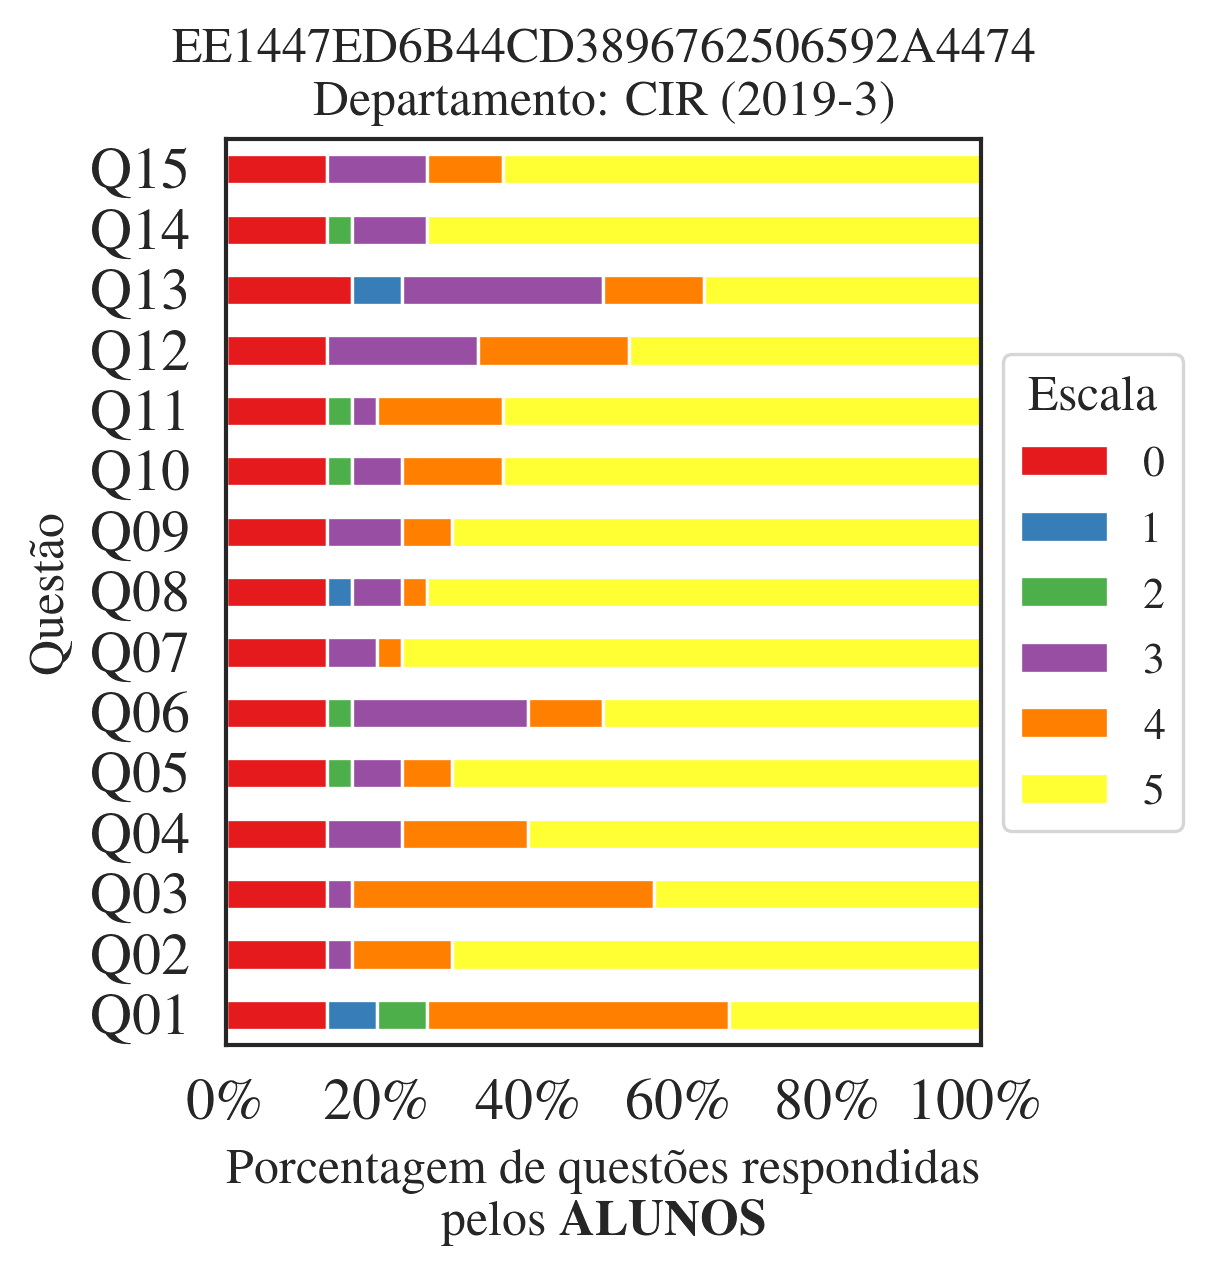 EE1447ED6B44CD3896762506592A4474
Departamento: CIR (2019-3)
Q15
Q14
Q13
Q12
Q11
Q10
Q09
Q08
Q07
Q06
Q05
Q04
Q03
Q02
Q01
Questão
0% 20% 40% 60% 80% 100%
Porcentagem de questões respondidas
pelos ALUNOS
Escala
0
1
2
3
4
5